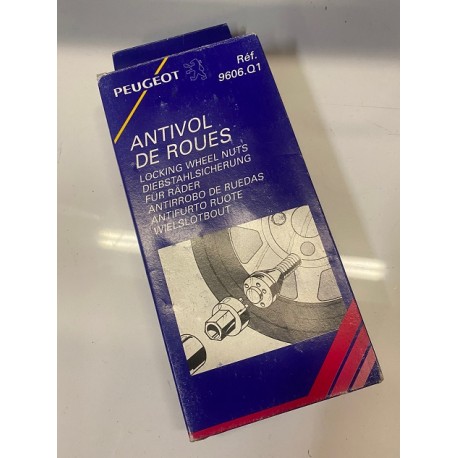 PEUGEOT
Réf.
9606.Q1
ANTIVOL
DE ROUES
LOCKING WHEEL NUTS
DIEBSTAHLSICHERUNG
FÜR RÄDER
ANTIRROBO DE RUEDAS
ANTIFURTO RUOTE
WIELSLOTBOUT